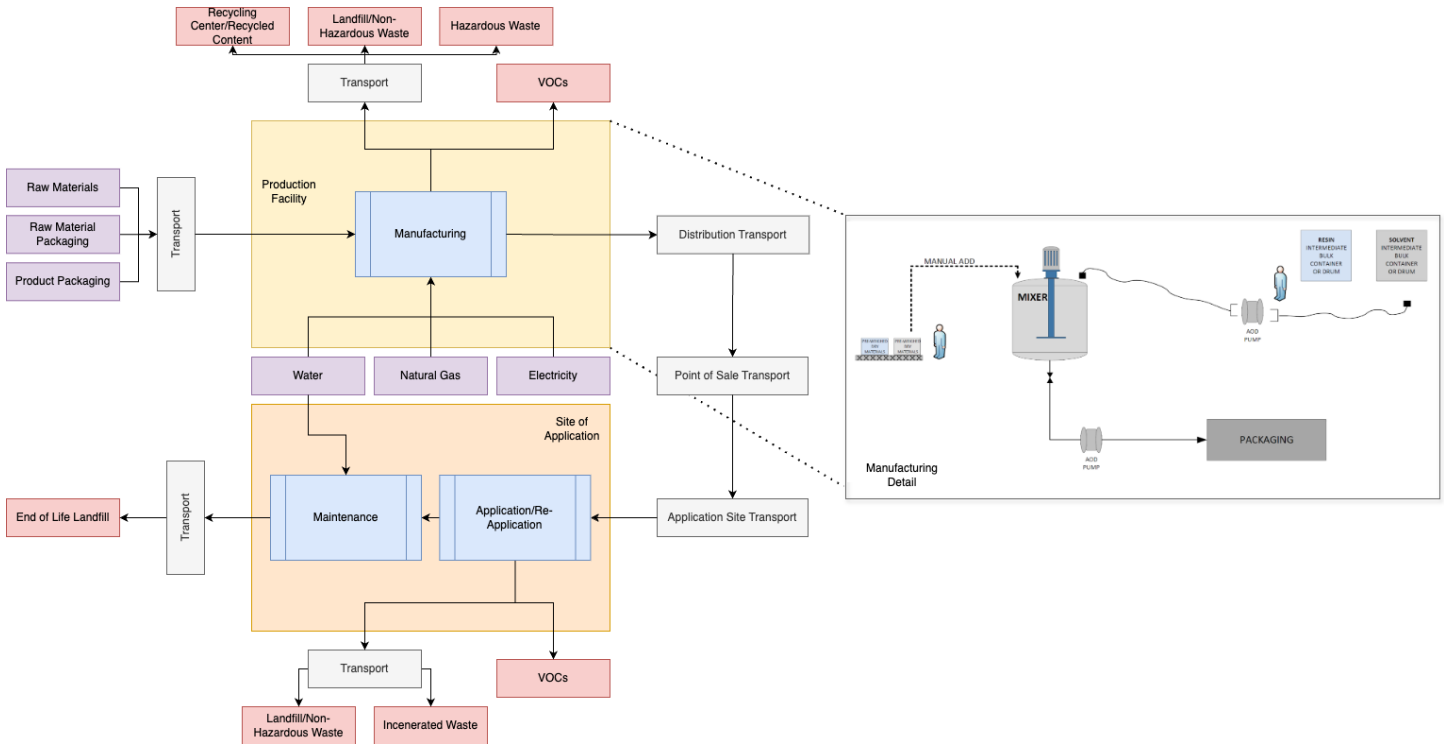 Recycling
Center/Recycled
Content
Landfill/Non-
Hazardous Waste
Hazardous Waste
Transport
VOCs
Production
Facility
Raw Materials
Raw Material
Packaging
Product Packaging
Transport
Manufacturing
Distribution Transport
Water
Natural Gas
Electricity
Point of Sale Transport
Site of
Application
Maintenance
Application/Re-
Application
Application Site Transport
Transport
End of Life Landfill
Transport
VOCs
Landfill/Non-
Hazardous Waste
Incenerated Waste
MANUAL ADD
MIXER
RESIN
INTERMEDIATE
BULK
CONTAINER
OR DRUM
SOLVENT
INTERMEDIATE
BULK
CONTAINER
OR DRUM
PUMP
PUMP
PACKAGING
Manufacturing
Detail